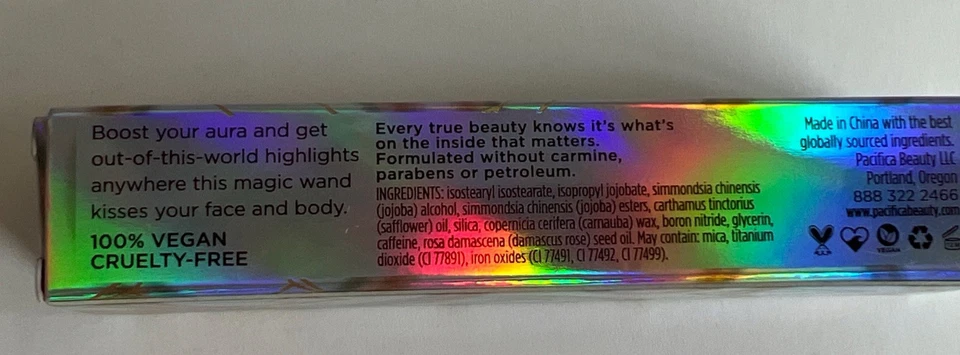 Boost your aura and get
out-of-this-world highlights
anywhere this magic wand
kisses your face and body.
100% VEGAN
CRUELTY-FREE
Every true beauty knows it's what's
on the inside that matters.
Formulated without carmine,
parabens or petroleum.
INGREDIENTS: isostearyl isostearate, isopropyl jojobate, simmondsia chinensis
(jojoba) alcohol, simmondsia chinensis (jojoba) esters, carthamus tinctorius
(safflower) oil, silica, copernicia cerifera (carnauba) wax, boron nitride, glycerin,
caffeine, rosa damascena (damascus rose) seed oil. May contain: mica, titanium
dioxide (CI 77891), iron oxides (CI 77491, CI 77492, CI 77499).
Made in China with the best
globally sourced ingredients.
Pacifica Beauty LLC
Portland, Oregon
888 322 2466
www.pacificabeauty.com
VEGAN